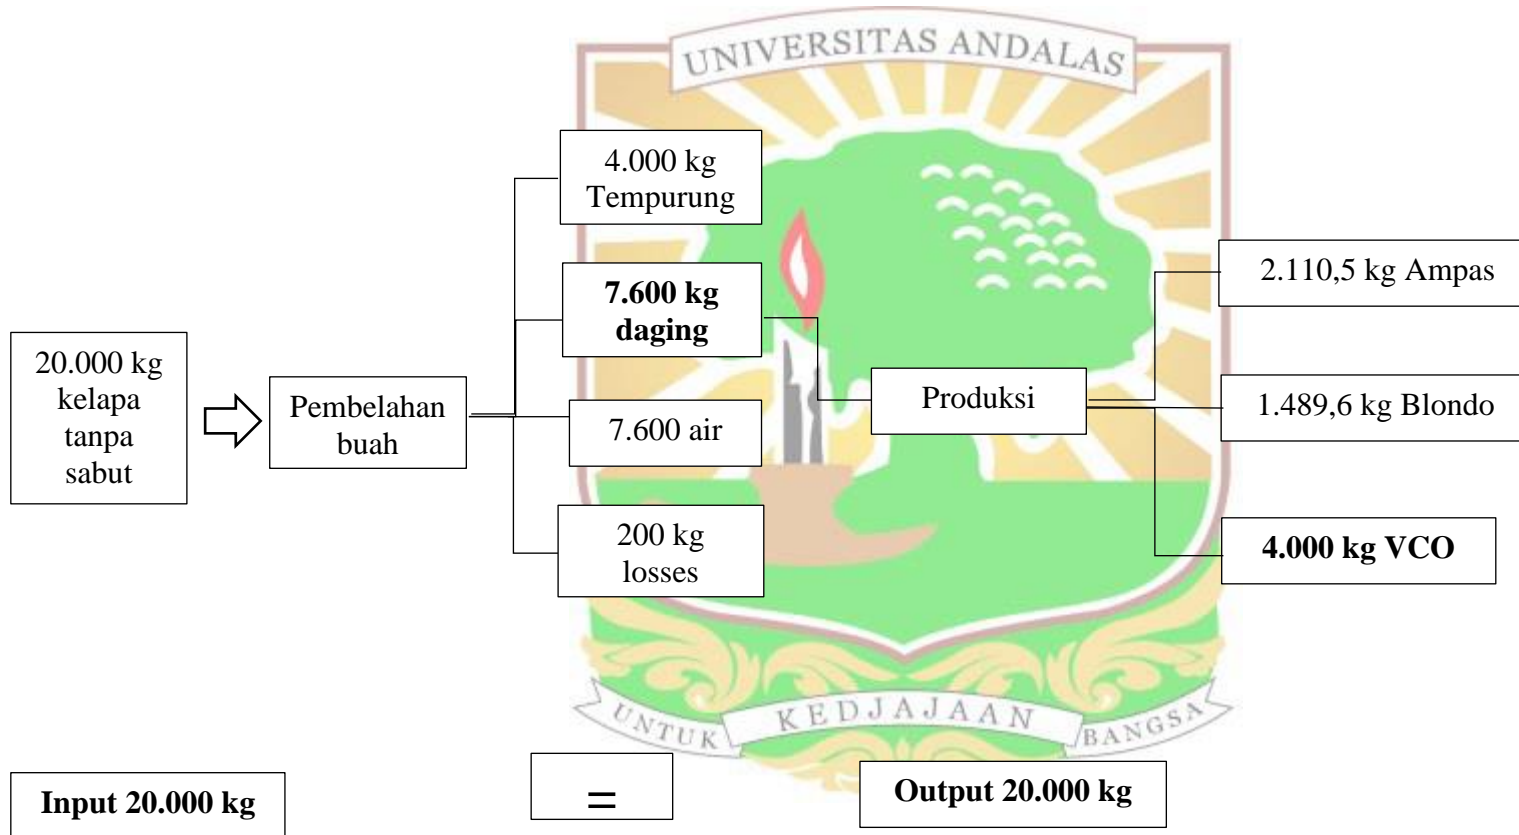 UNIVERSITAS ANDALAS
4.000 kg
Tempurung
7.600 kg
daging
2.110,5 kg Ampas
20.000 kg
kelapa
tanpa
sabut
Pembelahan
buah
Produksi
1.489,6 kg Blondo
7.600 air
200 kg
losses
4.000 kg VCO
UNTUK KEDJAJAAN BANGSA
Input 20.000 kg
=
Output 20.000 kg